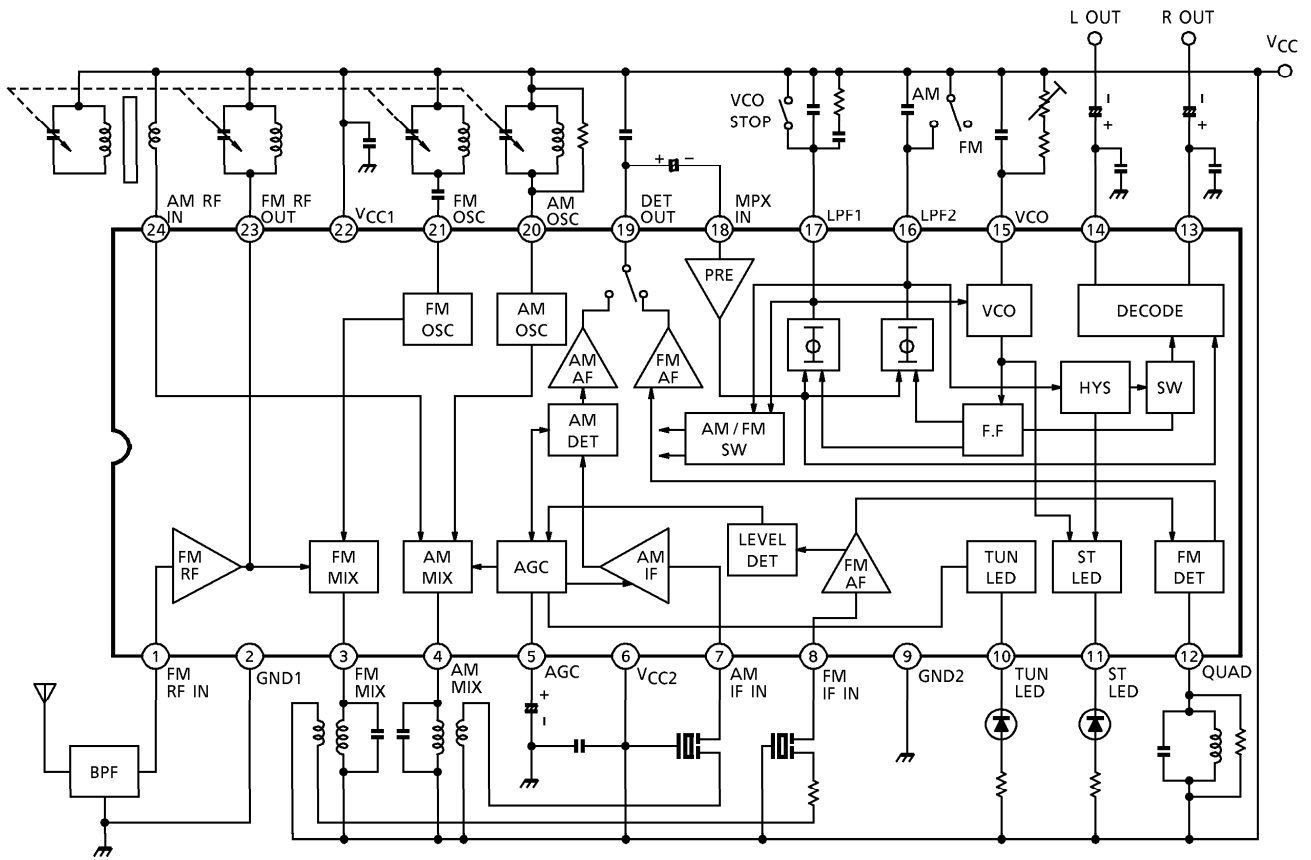 L OUT
R OUT
VCC
VCO
STOP
AM
FM
+ −
−
+
−
+
AM RF
IN
FM RF
OUT
VCC1
FM
OSC
AM
OSC
DET
OUT
MPX
IN
LPF1
LPF2
VCO
24
23
22
21
20
19
18
17
16
15
14
13
FM
OSC
AM
OSC
PRE
VCO
DECODE
AM
AF
FM
AF
HYS
SW
AM
DET
AM / FM
SW
F.F
FM
RF
FM
MIX
AM
MIX
AGC
AM
IF
LEVEL
DET
FM
AF
TUN
LED
ST
LED
FM
DET
1
2
3
4
5
6
7
8
9
10
11
12
FM
RF IN
GND1
FM
MIX
AM
MIX
AGC
VCC2
AM
IF IN
FM
IF IN
GND2
TUN
LED
ST
LED
QUAD
+
−
BPF